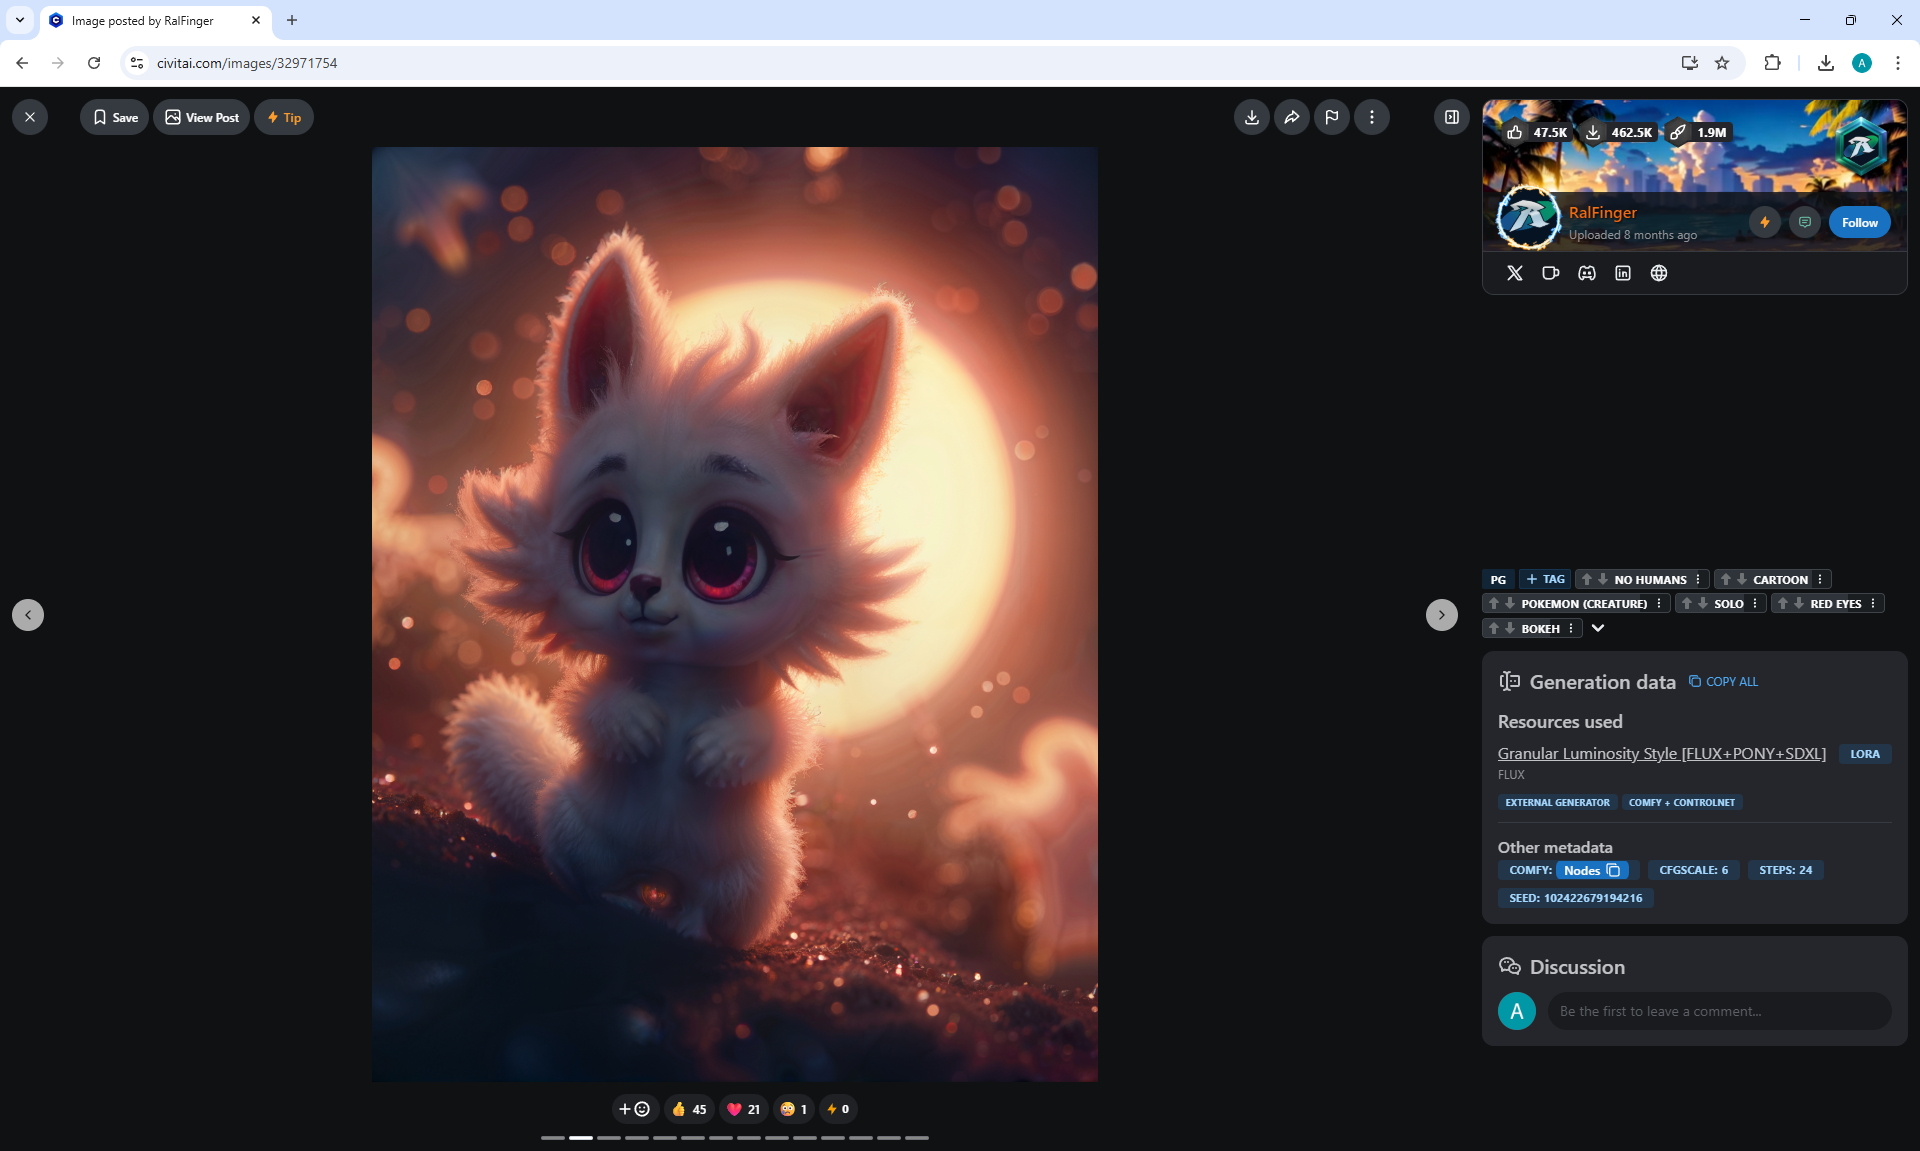 Image posted by RalFinger
civitai.com/images/32971754
A
Save
View Post
Tip
47.5K
462.5K
1.9M
RalFinger
Uploaded 8 months ago
Follow
PG
+ TAG
NO HUMANS
CARTOON
POKEMON (CREATURE)
SOLO
RED EYES
BOKEH
Generation data
COPY ALL
Resources used
Granular Luminosity Style [FLUX+PONY+SDXL]
LORA
FLUX
EXTERNAL GENERATOR
COMFY + CONTROLNET
Other metadata
COMFY: Nodes
CFGSCALE: 6
STEPS: 24
SEED: 102422679194216
Discussion
A
Be the first to leave a comment...
45
21
1
0